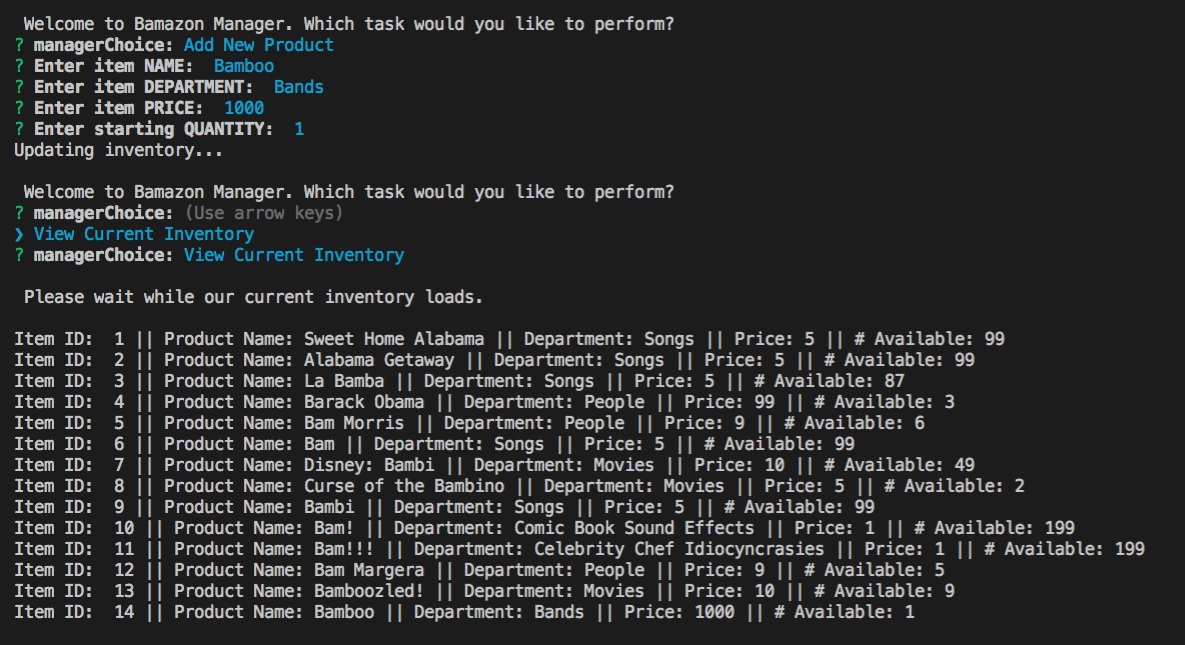 Welcome to Bamazon Manager. Which task would you like to perform?
? managerChoice: Add New Product
? Enter item NAME:  Bamboo
? Enter item DEPARTMENT:  Bands
? Enter item PRICE:  1000
? Enter starting QUANTITY:  1
Updating inventory...
Welcome to Bamazon Manager. Which task would you like to perform?
? managerChoice: (Use arrow keys)
❯ View Current Inventory
? managerChoice: View Current Inventory
Please wait while our current inventory loads.
Item ID:  1 || Product Name: Sweet Home Alabama || Department: Songs || Price: 5 || # Available: 99
Item ID:  2 || Product Name: Alabama Getaway || Department: Songs || Price: 5 || # Available: 99
Item ID:  3 || Product Name: La Bamba || Department: Songs || Price: 5 || # Available: 87
Item ID:  4 || Product Name: Barack Obama || Department: People || Price: 99 || # Available: 3
Item ID:  5 || Product Name: Bam Morris || Department: People || Price: 9 || # Available: 6
Item ID:  6 || Product Name: Bam || Department: Songs || Price: 5 || # Available: 99
Item ID:  7 || Product Name: Disney: Bambi || Department: Movies || Price: 10 || # Available: 49
Item ID:  8 || Product Name: Curse of the Bambino || Department: Movies || Price: 5 || # Available: 2
Item ID:  9 || Product Name: Bambi || Department: Songs || Price: 5 || # Available: 99
Item ID:  10 || Product Name: Bam! || Department: Comic Book Sound Effects || Price: 1 || # Available: 199
Item ID:  11 || Product Name: Bam!!! || Department: Celebrity Chef Idiocyncrasies || Price: 1 || # Available: 199
Item ID:  12 || Product Name: Bam Margera || Department: People || Price: 9 || # Available: 5
Item ID:  13 || Product Name: Bamboozled! || Department: Movies || Price: 10 || # Available: 9
Item ID:  14 || Product Name: Bamboo || Department: Bands || Price: 1000 || # Available: 1